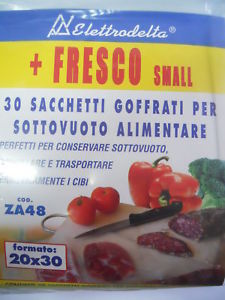 Elettrodelta®
+ FRESCO SMALL
30 SACCHETTI GOFFRATI PER
SOTTOVUOTO ALIMENTARE
PERFETTI PER CONSERVARE SOTTOVUOTO,
E TRASPORTARE
I CIBI
COD.
ZA48
formato:
20x30